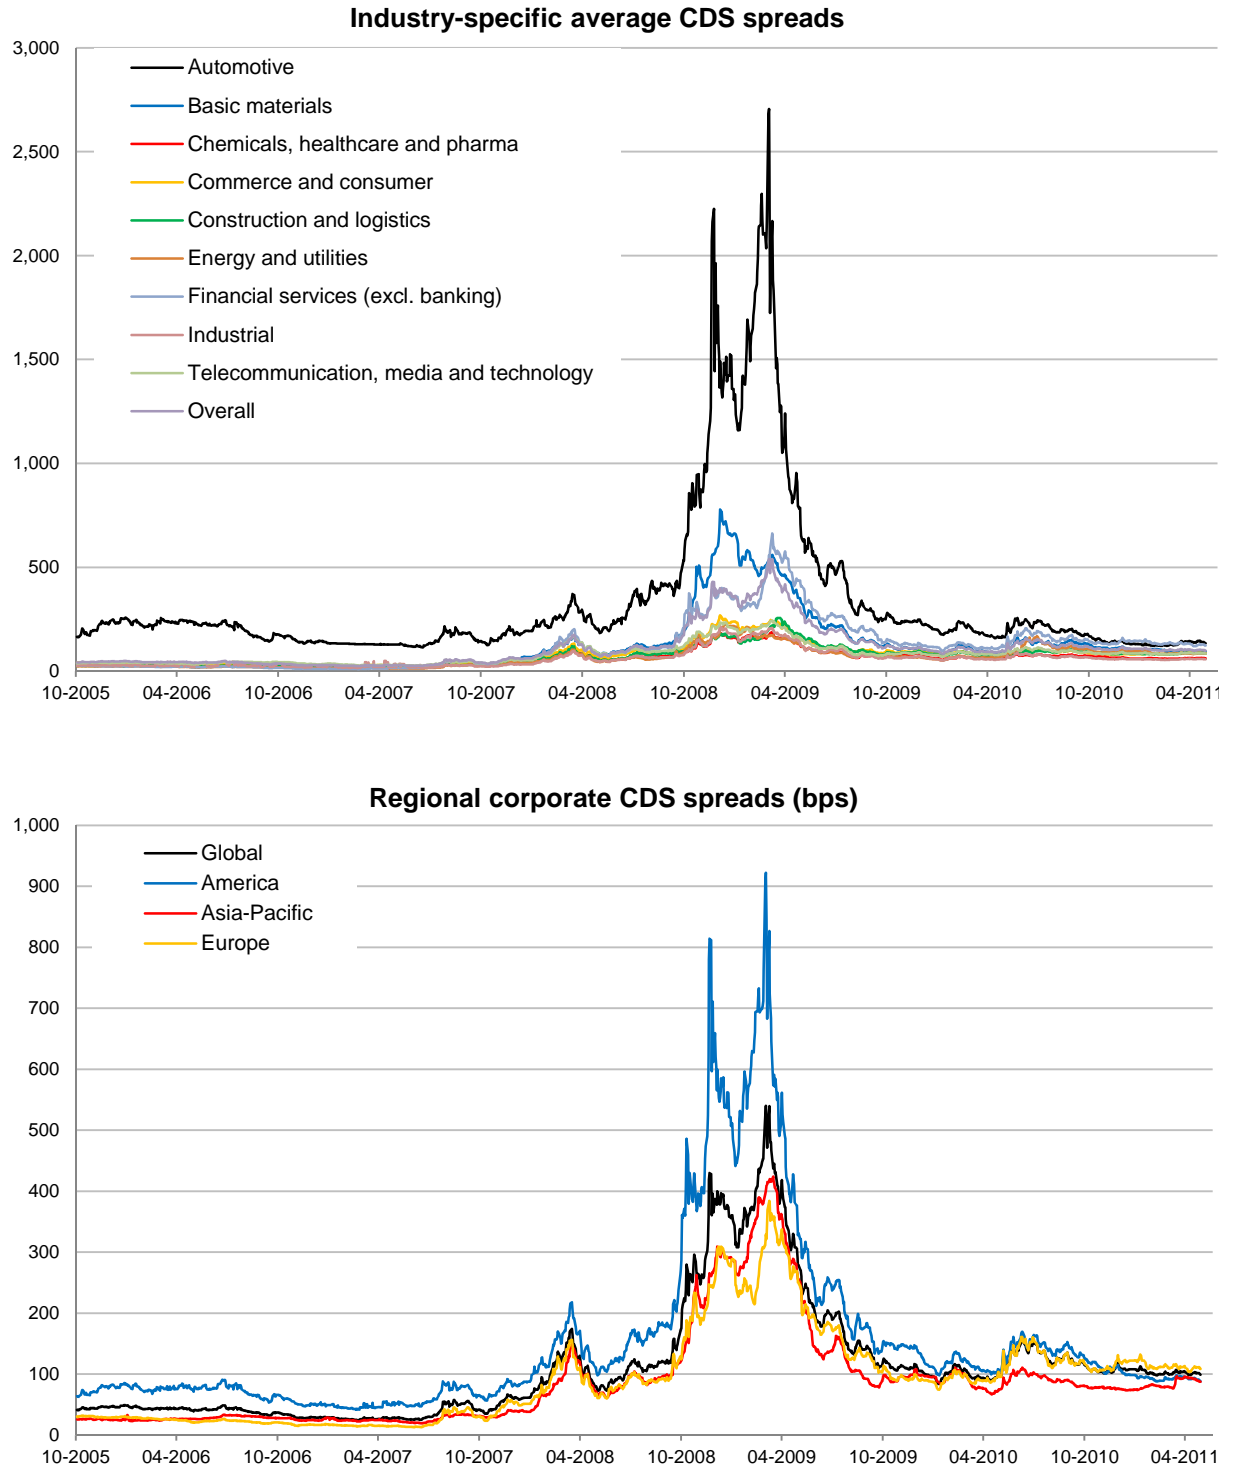 Industry-specific average CDS spreads
3,000
Automotive
Basic materials
2,500
Chemicals, healthcare and pharma
Commerce and consumer
Construction and logistics
2,000
Energy and utilities
Financial services (excl. banking)
Industrial
1,500
Telecommunication, media and technology
Overall
1,000
500
0
10-2005 04-2006 10-2006 04-2007 10-2007 04-2008 10-2008 04-2009 10-2009 04-2010 10-2010 04-2011
Regional corporate CDS spreads (bps)
1,000
Global
900
America
Asia-Pacific
Europe
800
700
600
500
400
300
200
100
0
10-2005 04-2006 10-2006 04-2007 10-2007 04-2008 10-2008 04-2009 10-2009 04-2010 10-2010 04-2011